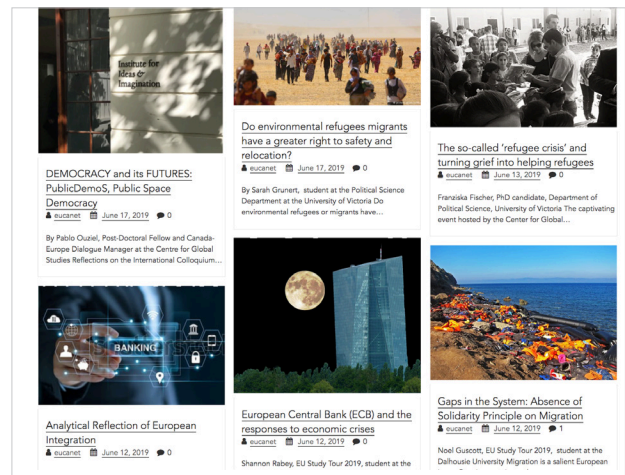 Institute for
Ideas &
Imagination
DEMOCRACY and its FUTURES:
PublicDemoS, Public Space
Democracy
eucanet June 17, 2019 0
By Pablo Ouziel, Post-Doctoral Fellow and Canada-
Europe Dialogue Manager at the Centre for Global
Studies Reflections on the International Colloquium...
BANKING
Analytical Reflection of European
Integration
eucanet June 12, 2019 0
Do environmental refugees migrants
have a greater right to safety and
relocation?
eucanet June 17, 2019 0
By Sarah Grunert, student at the Political Science
Department at the University of Victoria Do
environmental refugees or migrants have...
European Central Bank (ECB) and the
responses to economic crises
eucanet June 12, 2019 0
Shannon Rabey, EU Study Tour 2019, student at the
The so-called ‘refugee crisis’ and
turning grief into helping refugees
eucanet June 13, 2019 0
Franziska Fischer, PhD candidate, Department of
Political Science, University of Victoria The captivating
event hosted by the Center for Global...
Gaps in the System: Absence of
Solidarity Principle on Migration
eucanet June 12, 2019 1
Noel Guscott, EU Study Tour 2019, student at the
Dalhousie University Migration is a salient European